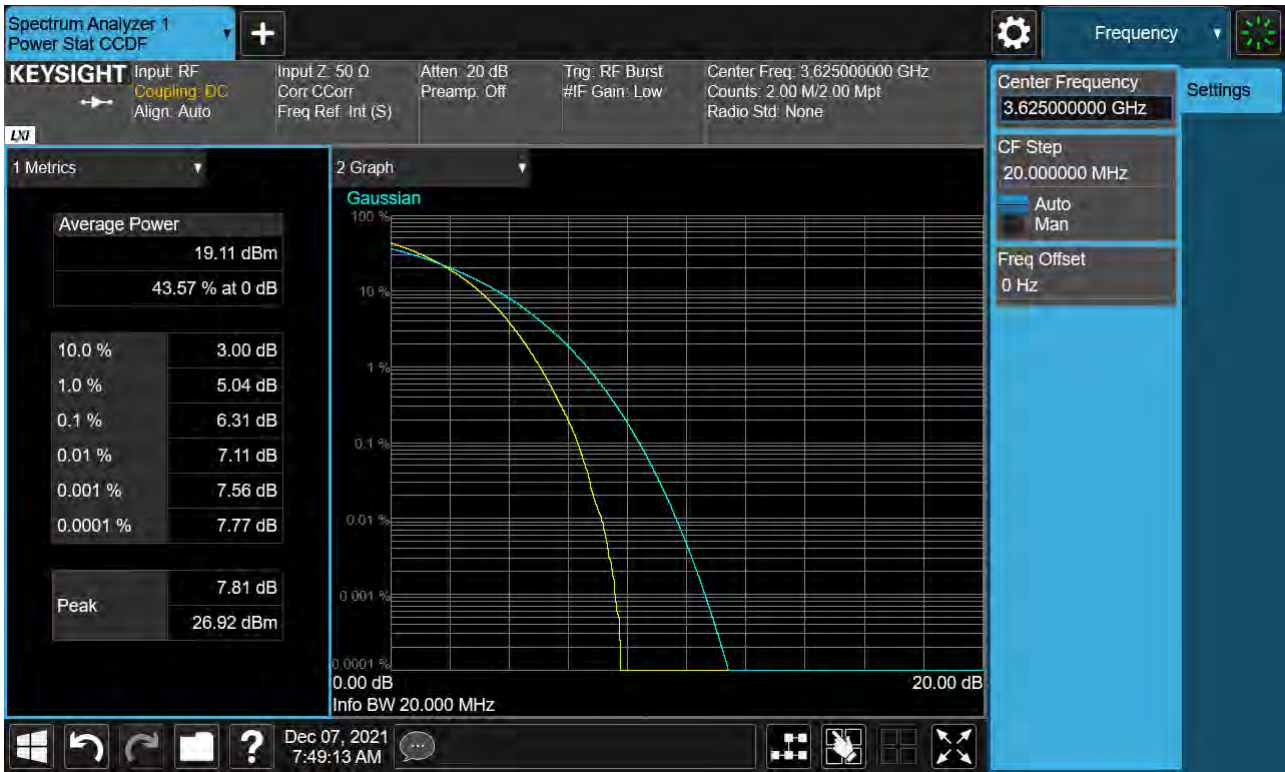 Spectrum Analyzer 1
Power Stat CCDF
+
Frequency
KEYSIGHT
Input: RF
Coupling: DC
Align: Auto
LXI
Input Z: 50 Ω
Corr CCorr
Freq Ref: Int (S)
Atten: 20 dB
Preamp: Off
Trig: RF Burst
#IF Gain: Low
Center Freq: 3.625000000 GHz
Counts: 2.00 M/2.00 Mpt
Radio Std: None
Center Frequency
3.625000000 GHz
Settings
CF Step
20.000000 MHz
Auto
Man
Freq Offset
0 Hz
1 Metrics
Average Power
19.11 dBm
43.57 % at 0 dB
10.0 % 3.00 dB
1.0 % 5.04 dB
0.1 % 6.31 dB
0.01 % 7.11 dB
0.001 % 7.56 dB
0.0001 % 7.77 dB
Peak
7.81 dB
26.92 dBm
2 Graph
Gaussian
100 %
10 %
1 %
0.1 %
0.01 %
0.001 %
0.0001 %
0.00 dB 20.00 dB
Info BW 20.000 MHz
?
Dec 07, 2021
7:49:13 AM